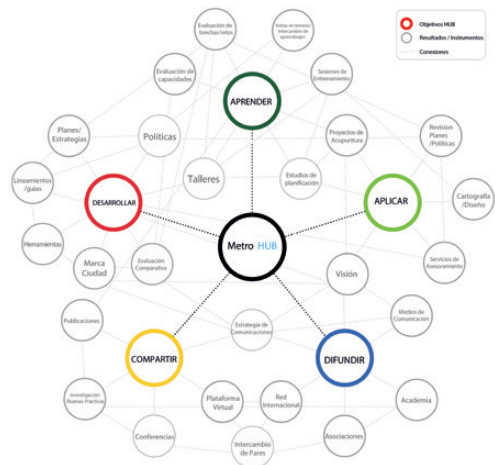 Objetivos HUB
Resultados / Instrumentos
Conexiones
Evaluación de
brechas/retos
Visitas en terreno/
Intercambio de
aprendizajes
Evaluación de
capacidades
Sesiones de
Entrenamiento
APRENDER
Planes/
Estrategias
Políticas
Proyectos de
Acupuntura
Revision
Planes
/Políticas
Talleres
Estudios de
planificación
Lineamientos
/guías
DESARROLLAR
APLICAR
Cartografía
/Diseño
Herramientas
Metro HUB
Marca
Ciudad
Evaluación
Comparativa
Visión
Servicios de
Asesoramiento
Publicaciones
Estrategia de
Comunicaciones
Medios de
Comunicación
COMPARTIR
DIFUNDIR
Investigación
/Buenas Practicas
Plataforma
Virtual
Red
Internacional
Academia
Conferencias
Intercambio
de Pares
Asociaciones